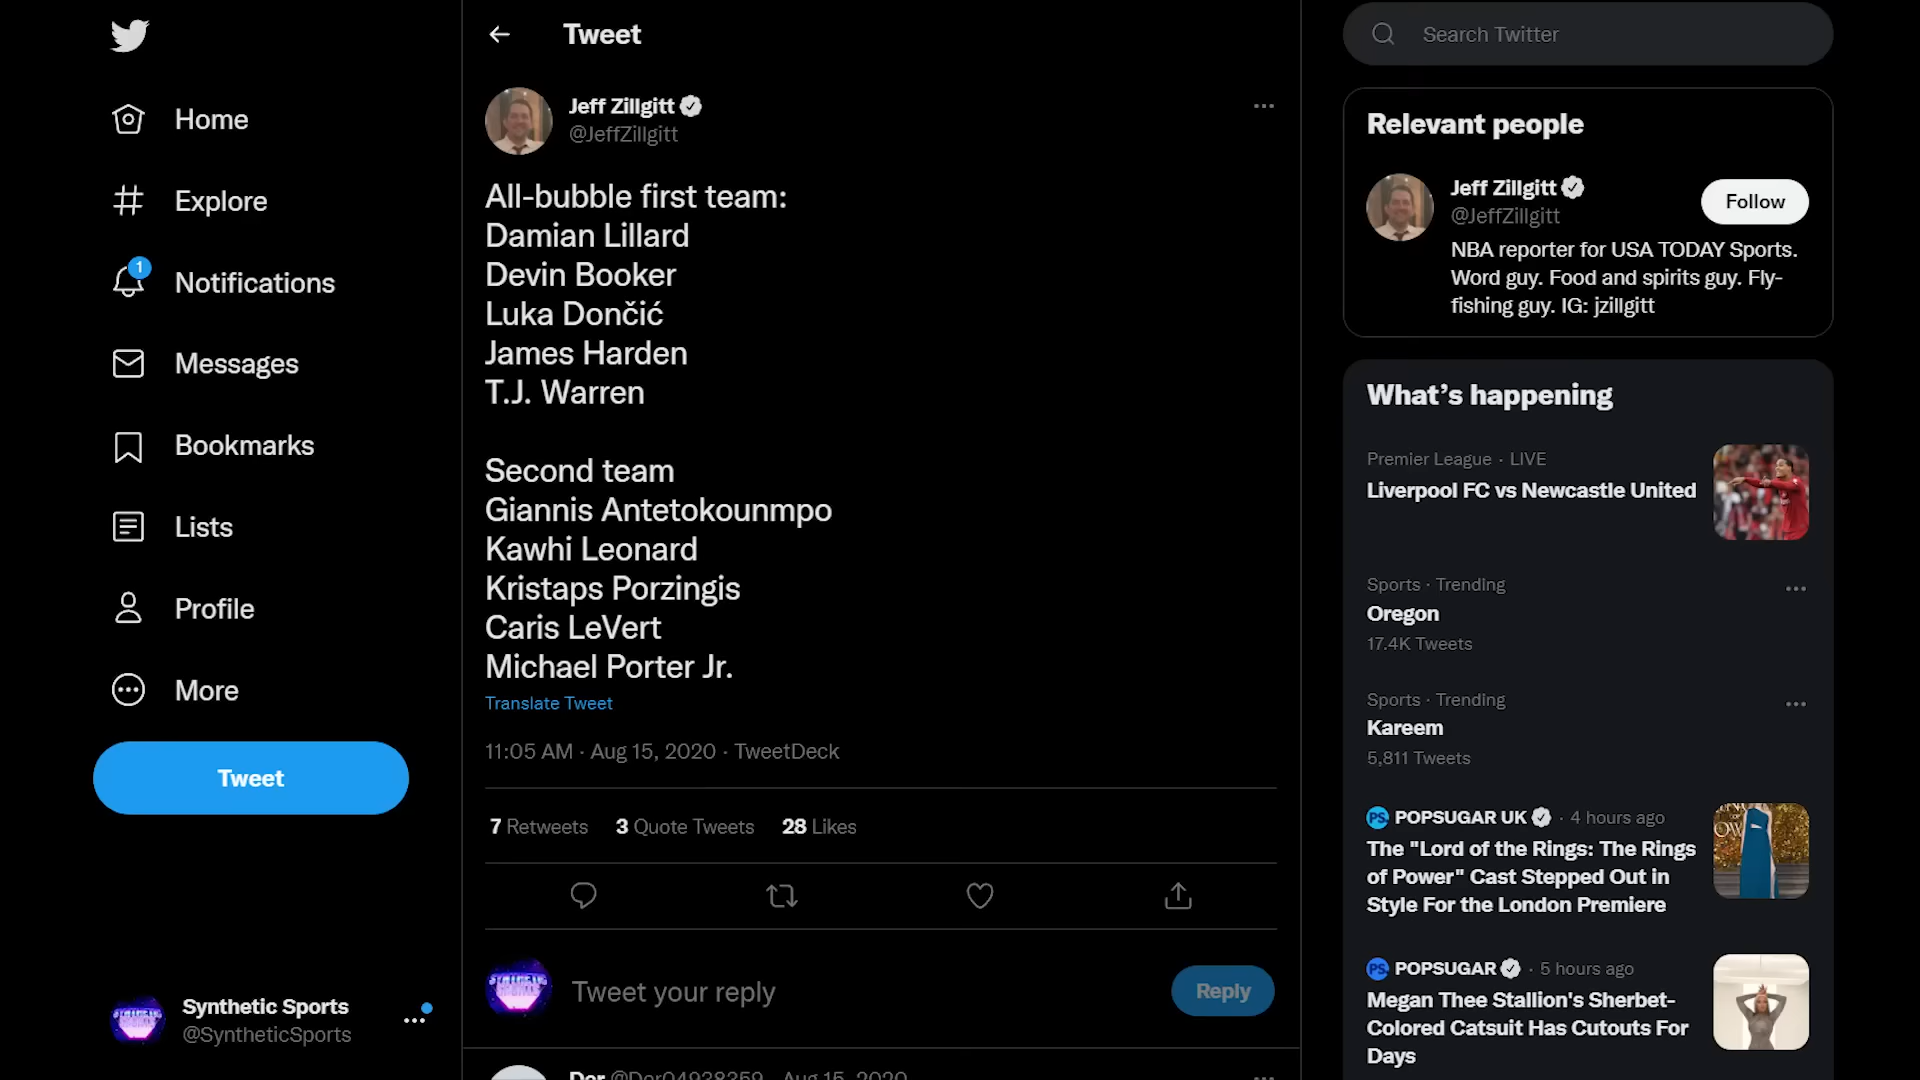 Home
Explore
1
Notifications
Messages
Bookmarks
Lists
Profile
More
Tweet
Synthetic Sports
@SyntheticSports
Tweet
Jeff Zillgitt
@JeffZillgitt
All-bubble first team:
Damian Lillard
Devin Booker
Luka Dončić
James Harden
T.J. Warren
Second team
Giannis Antetokounmpo
Kawhi Leonard
Kristaps Porzingis
Caris LeVert
Michael Porter Jr.
Translate Tweet
11:05 AM · Aug 15, 2020 · TweetDeck
7 Retweets 3 Quote Tweets 28 Likes
Tweet your reply
Reply
Search Twitter
Relevant people
Jeff Zillgitt
@JeffZillgitt
Follow
NBA reporter for USA TODAY Sports.
Word guy. Food and spirits guy. Fly-
fishing guy. IG: jzillgitt
What's happening
Premier League · LIVE
Liverpool FC vs Newcastle United
Sports · Trending
Oregon
17.4K Tweets
Sports · Trending
Kareem
5,811 Tweets
PS POPSUGAR UK · 4 hours ago
The "Lord of the Rings: The Rings
of Power" Cast Stepped Out in
Style For the London Premiere
PS POPSUGAR · 5 hours ago
Megan Thee Stallion's Sherbet-
Colored Catsuit Has Cutouts For
Days